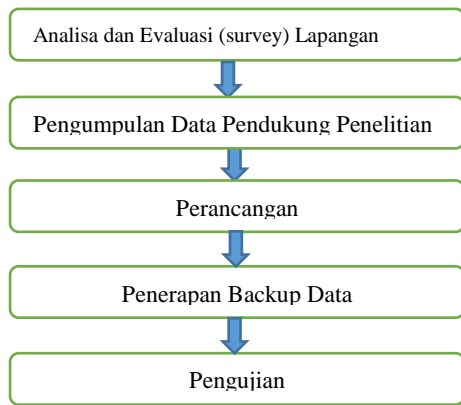 Analisa dan Evaluasi (survey) Lapangan
Pengumpulan Data Pendukung Penelitian
Perancangan
Penerapan Backup Data
Pengujian